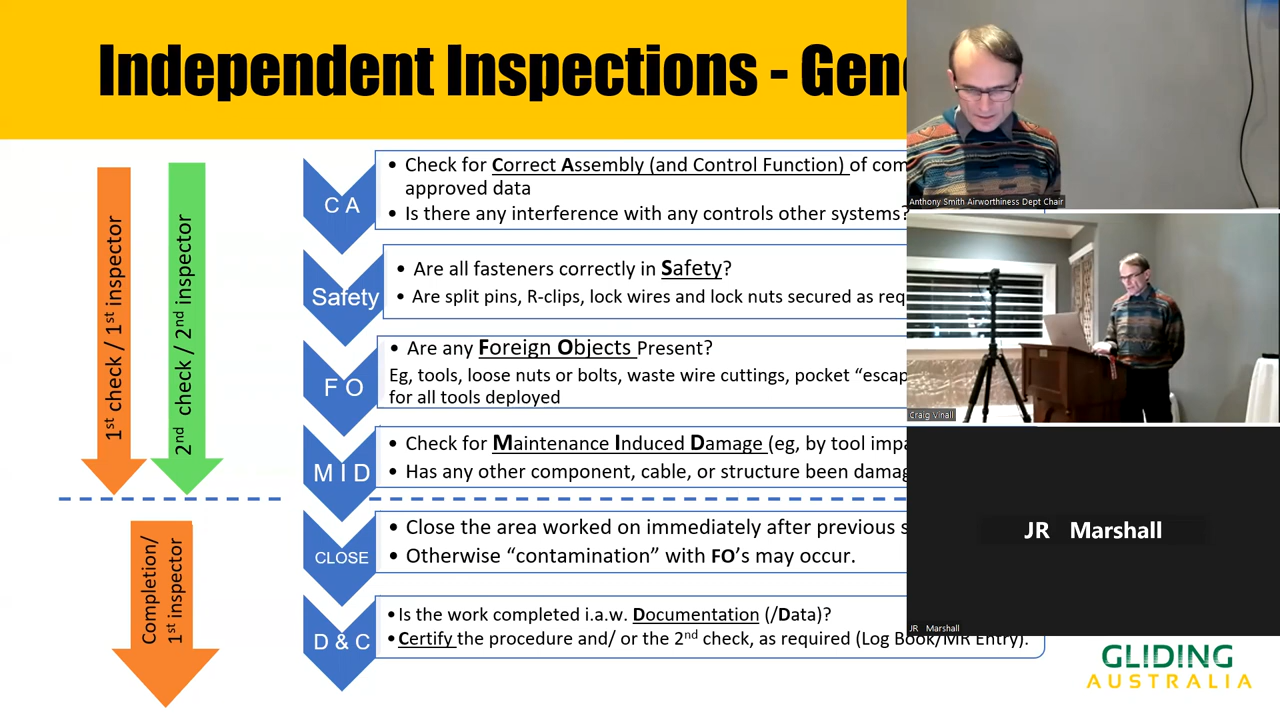 Independent Inspections - Gene
1st check / 1st inspector
2nd check / 2nd inspector
Completion/
1st inspector
C A
• Check for Correct Assembly (and Control Function) of com
approved data
• Is there any interference with any controls other systems?
Safety
• Are all fasteners correctly in Safety?
• Are split pins, R-clips, lock wires and lock nuts secured as req
F O
• Are any Foreign Objects Present?
Eg, tools, loose nuts or bolts, waste wire cuttings, pocket “escap
for all tools deployed
M I D
• Check for Maintenance Induced Damage (eg, by tool impa
• Has any other component, cable, or structure been damag
CLOSE
• Close the area worked on immediately after previous s
• Otherwise “contamination” with FO’s may occur.
D & C
• Is the work completed i.a.w. Documentation (/Data)?
• Certify the procedure and/ or the 2nd check, as required (Log Book/MR Entry).
Anthony Smith Airworthiness Dept Chair
Craig Vinall
JR Marshall
JR Marshall
GLIDING
AUSTRALIA